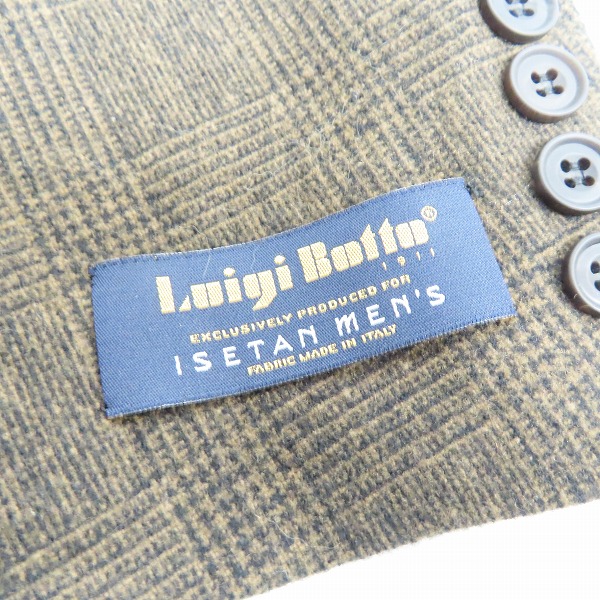 Luigi Botto®
1911
EXCLUSIVELY PRODUCED FOR
ISETAN MEN'S
FABRIC MADE IN ITALY